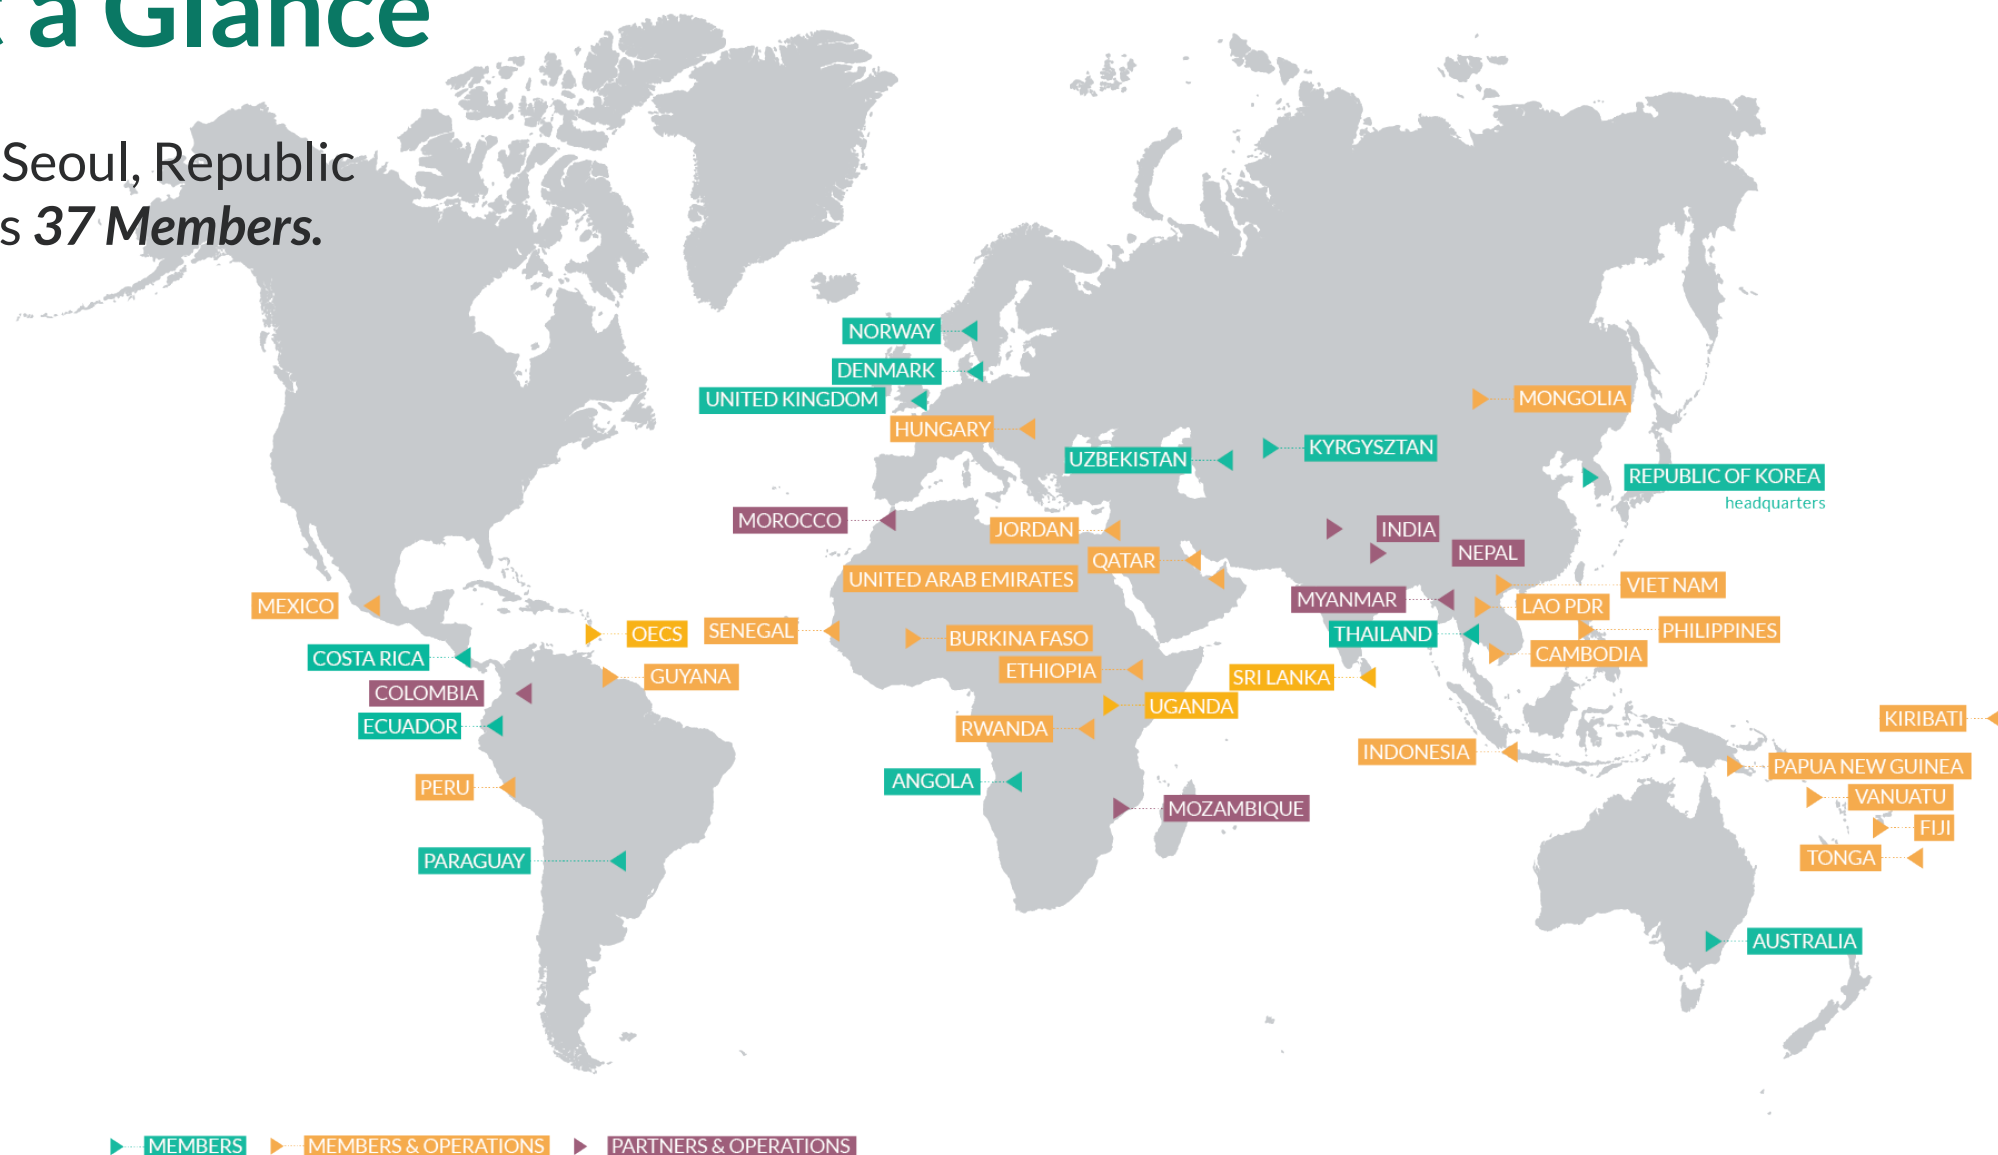 a Glance
Seoul, Republic
s 37 Members.
NORWAY
DENMARK
UNITED KINGDOM
MONGOLIA
HUNGARY
KYRGYSZTAN
UZBEKISTAN
REPUBLIC OF KOREA
headquarters
MOROCCO
JORDAN
INDIA
NEPAL
QATAR
UNITED ARAB EMIRATES
VIET NAM
MYANMAR
LAO PDR
MEXICO
OECS
SENEGAL
BURKINA FASO
THAILAND
PHILIPPINES
COSTA RICA
CAMBODIA
ETHIOPIA
GUYANA
SRI LANKA
COLOMBIA
UGANDA
KIRIBATI
ECUADOR
RWANDA
INDONESIA
PAPUA NEW GUINEA
ANGOLA
PERU
VANUATU
MOZAMBIQUE
FIJI
TONGA
PARAGUAY
AUSTRALIA
MEMBERS MEMBERS & OPERATIONS PARTNERS & OPERATIONS